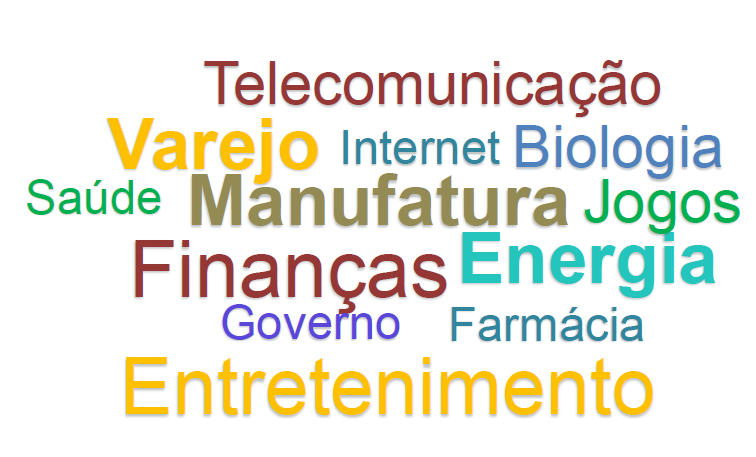 Telecomunicação
Varejo Internet Biologia
Saúde Manufatura Jogos
Finanças Energia
Governo Farmácia
Entretenimento